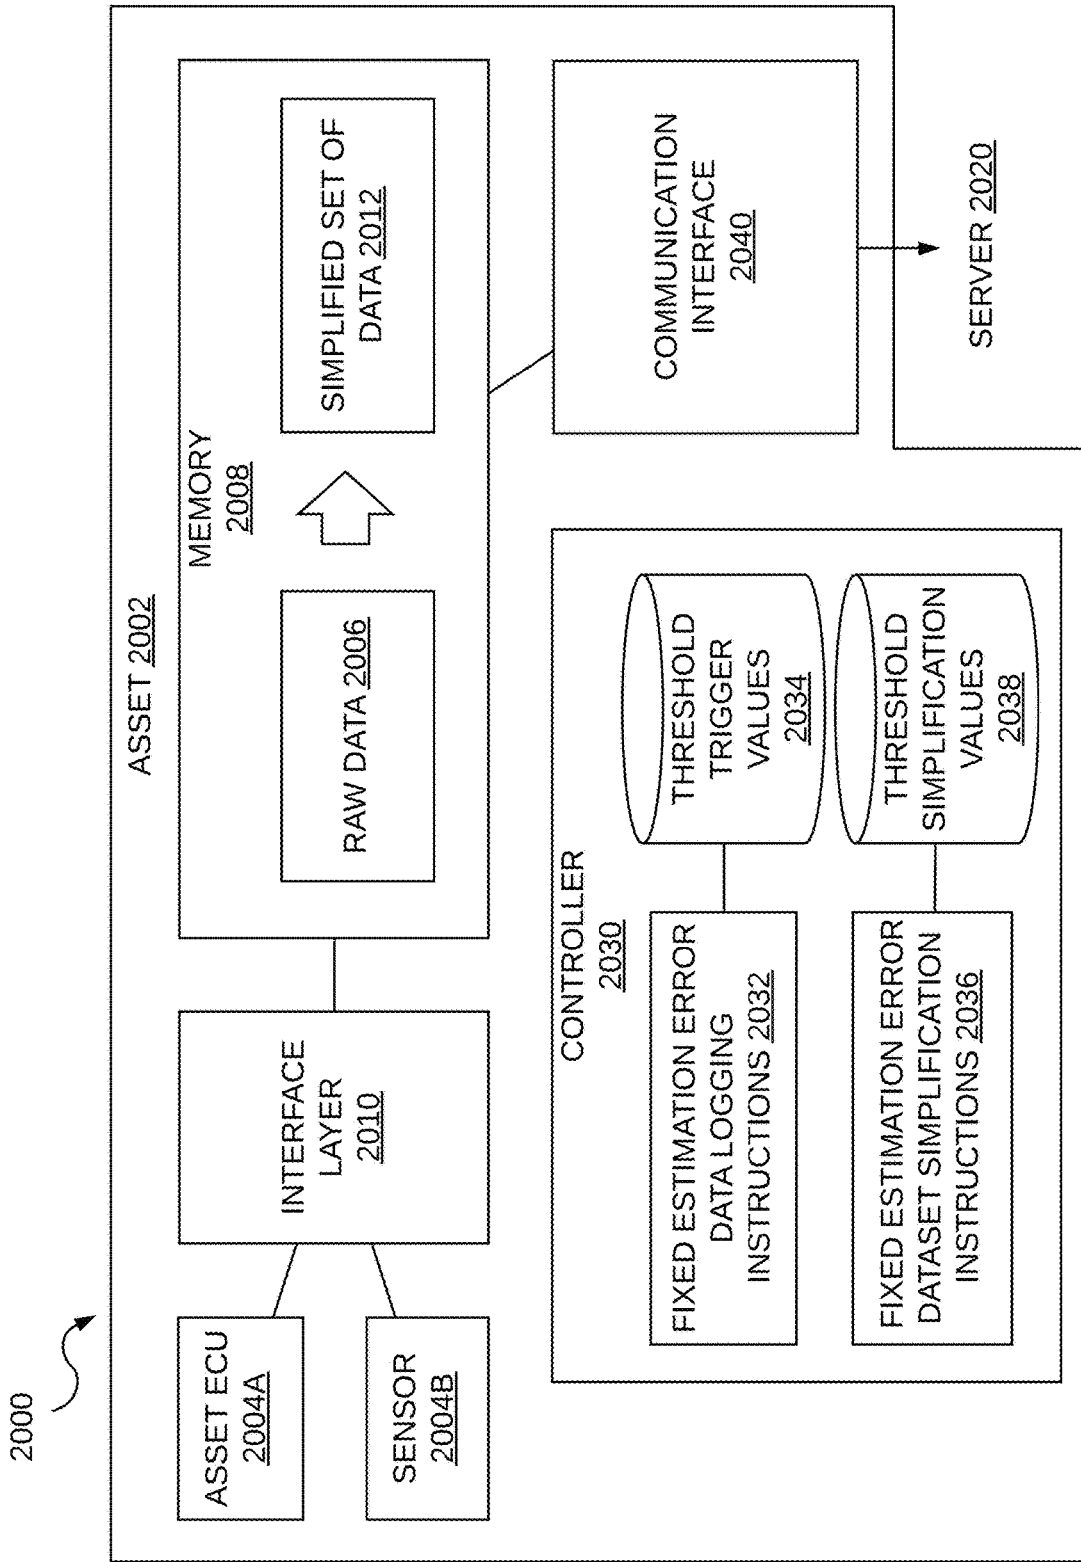 2000
ASSET 2002
ASSET ECU
2004A
SENSOR
2004B
INTERFACE
LAYER
2010
MEMORY
2008
RAW DATA 2006
SIMPLIFIED SET OF
DATA 2012
CONTROLLER
2030
FIXED ESTIMATION ERROR
DATA LOGGING
INSTRUCTIONS 2032
THRESHOLD
TRIGGER
VALUES
2034
FIXED ESTIMATION ERROR
DATASET SIMPLIFICATION
INSTRUCTIONS 2036
THRESHOLD
SIMPLIFICATION
VALUES
2038
COMMUNICATION
INTERFACE
2040
SERVER 2020